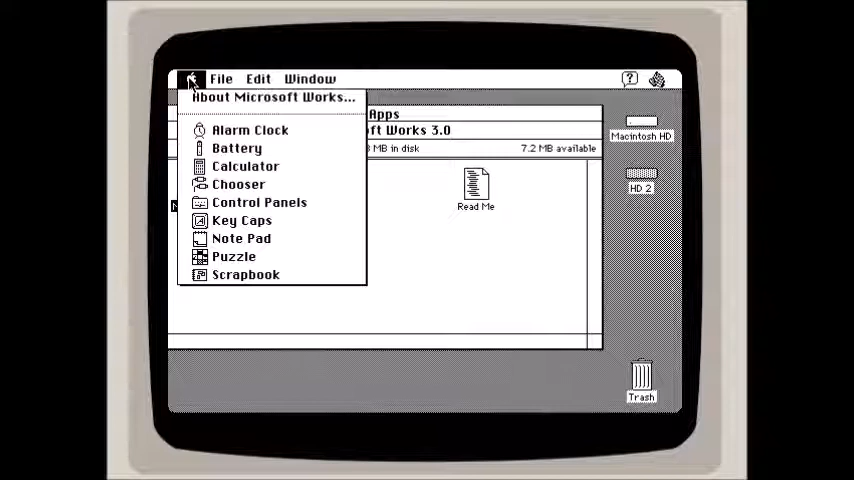 File Edit Window
About Microsoft Works...
Alarm Clock
Battery
Calculator
Chooser
Control Panels
Key Caps
Note Pad
Puzzle
Scrapbook
Apps
oft Works 3.0
MB in disk 7.2 MB available
Read Me
Macintosh HD
HD 2
Trash